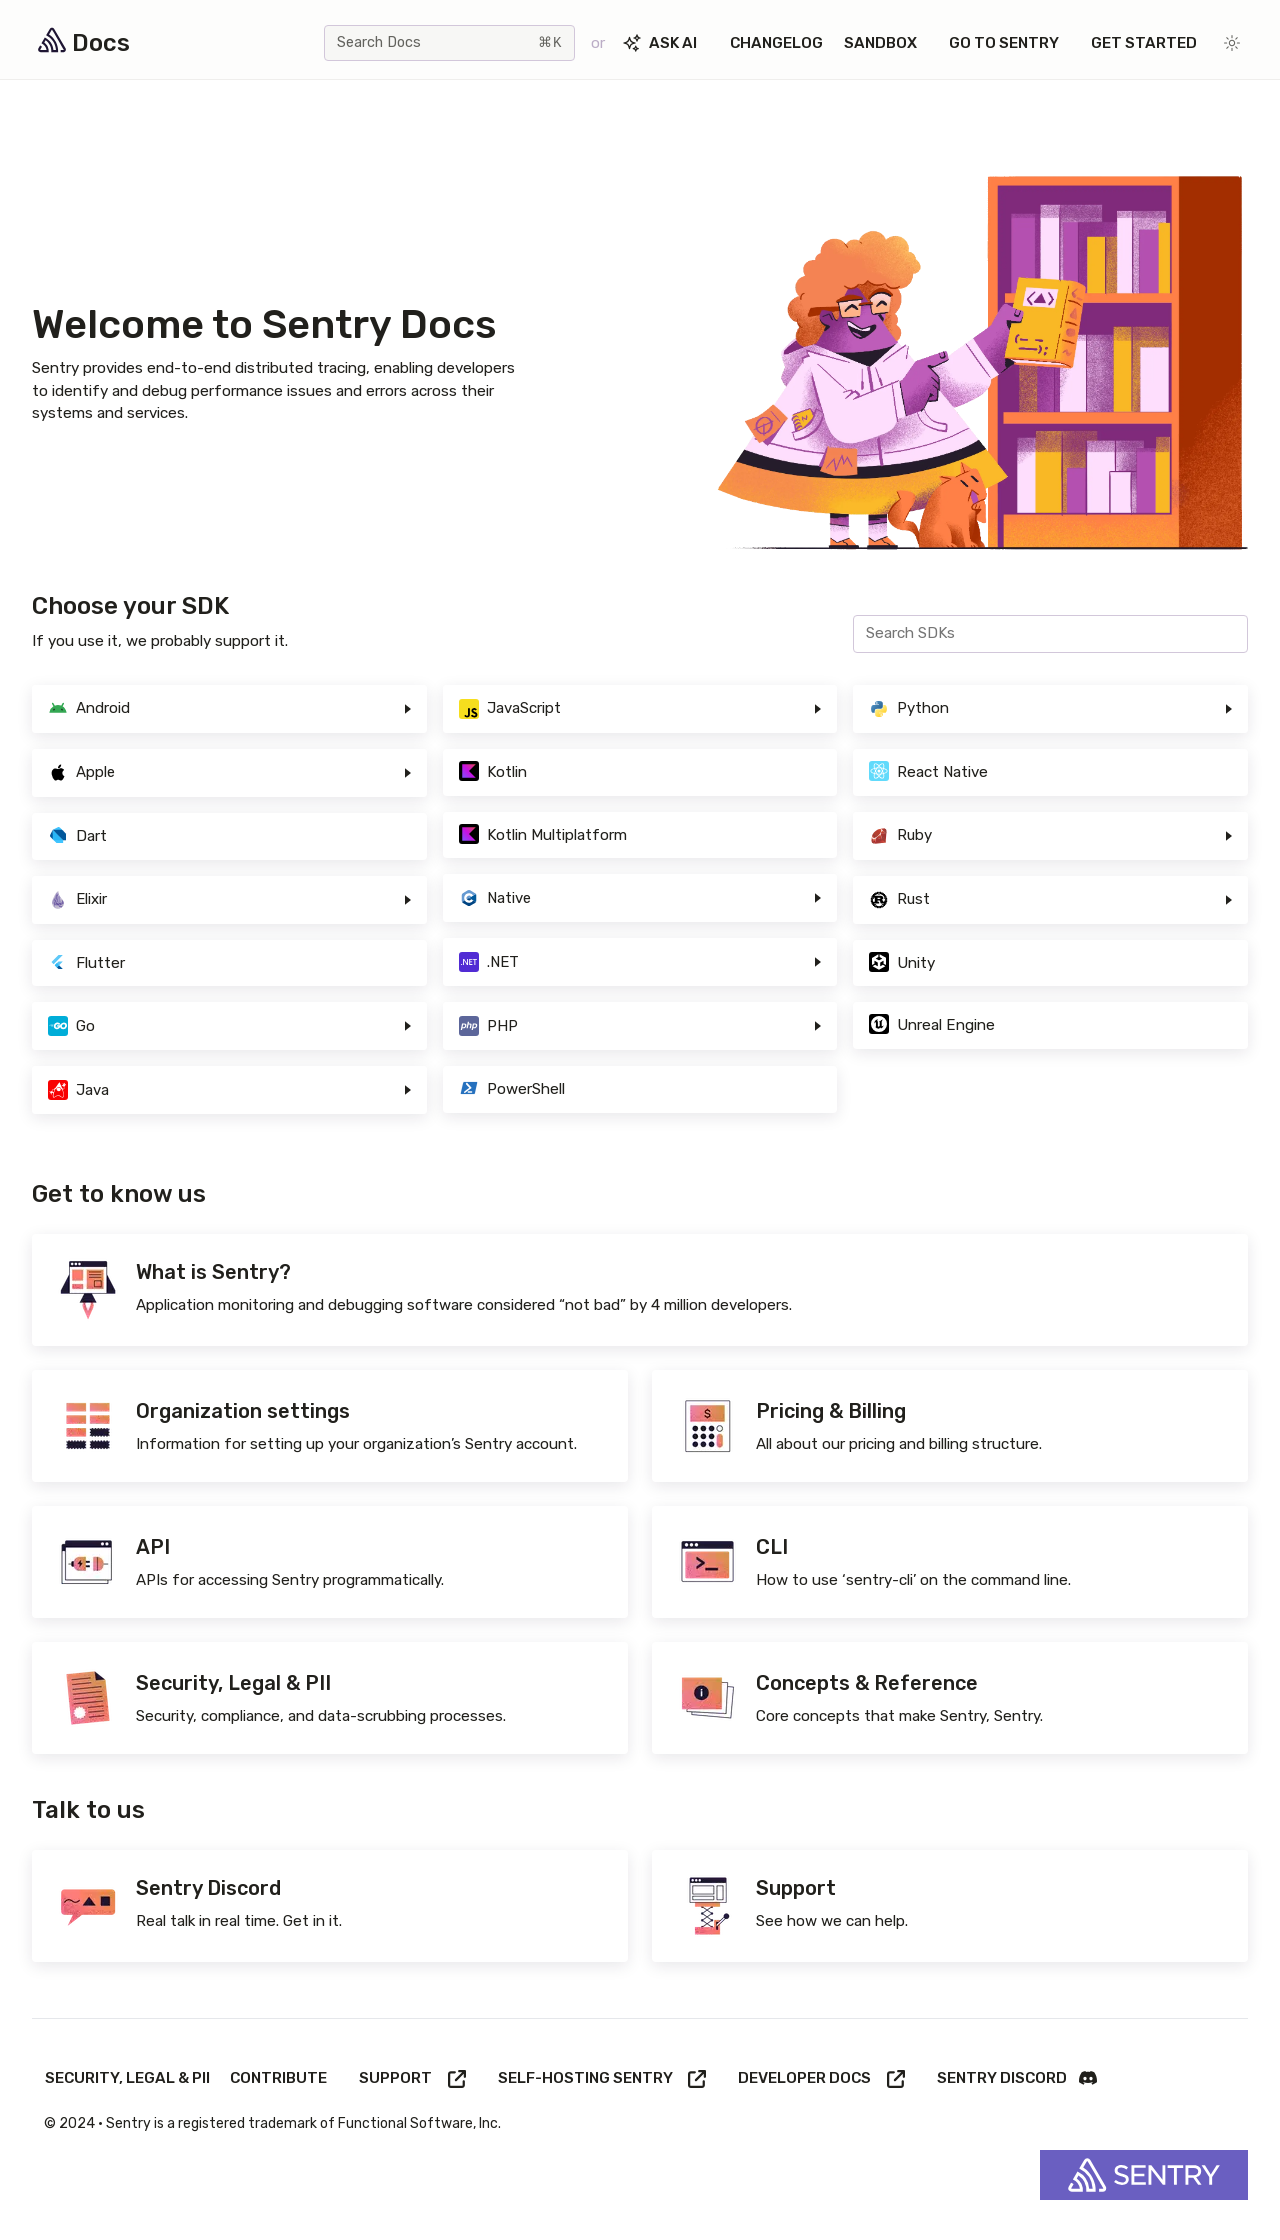 Docs
Search Docs ⌘K or ASK AI CHANGELOG SANDBOX GO TO SENTRY GET STARTED
Welcome to Sentry Docs
Sentry provides end-to-end distributed tracing, enabling developers
to identify and debug performance issues and errors across their
systems and services.
Choose your SDK
If you use it, we probably support it.
Search SDKs
Android
JavaScript
Python
Apple
Kotlin
React Native
Dart
Kotlin Multiplatform
Ruby
Elixir
Native
Rust
Flutter
.NET
Unity
Go
PHP
Unreal Engine
Java
PowerShell
Get to know us
What is Sentry?
Application monitoring and debugging software considered “not bad” by 4 million developers.
Organization settings
Information for setting up your organization’s Sentry account.
Pricing & Billing
All about our pricing and billing structure.
API
APIs for accessing Sentry programmatically.
CLI
How to use ‘sentry-cli’ on the command line.
Security, Legal & PII
Security, compliance, and data-scrubbing processes.
Concepts & Reference
Core concepts that make Sentry, Sentry.
Talk to us
Sentry Discord
Real talk in real time. Get in it.
Support
See how we can help.
SECURITY, LEGAL & PII CONTRIBUTE SUPPORT SELF-HOSTING SENTRY DEVELOPER DOCS SENTRY DISCORD
© 2024 • Sentry is a registered trademark of Functional Software, Inc.
SENTRY